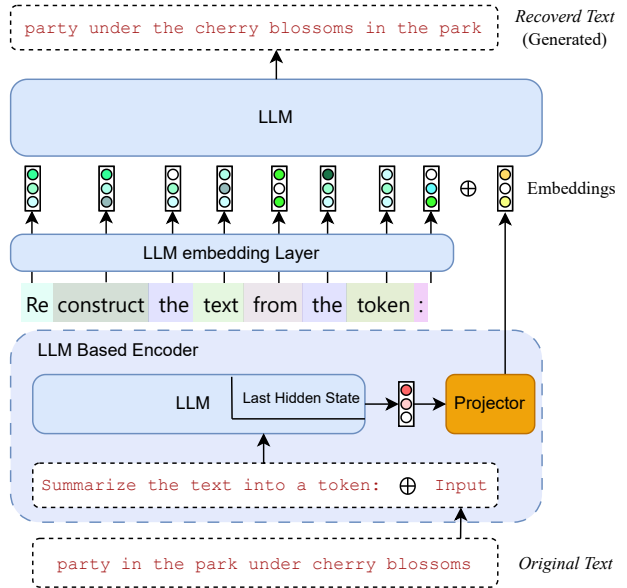 party under the cherry blossoms in the park
Recoverd Text
(Generated)
LLM
Embeddings
LLM embedding Layer
Re construct the text from the token :
LLM Based Encoder
LLM
Last Hidden State
Projector
Summarize the text into a token: ⊕ Input
party in the park under cherry blossoms
Original Text